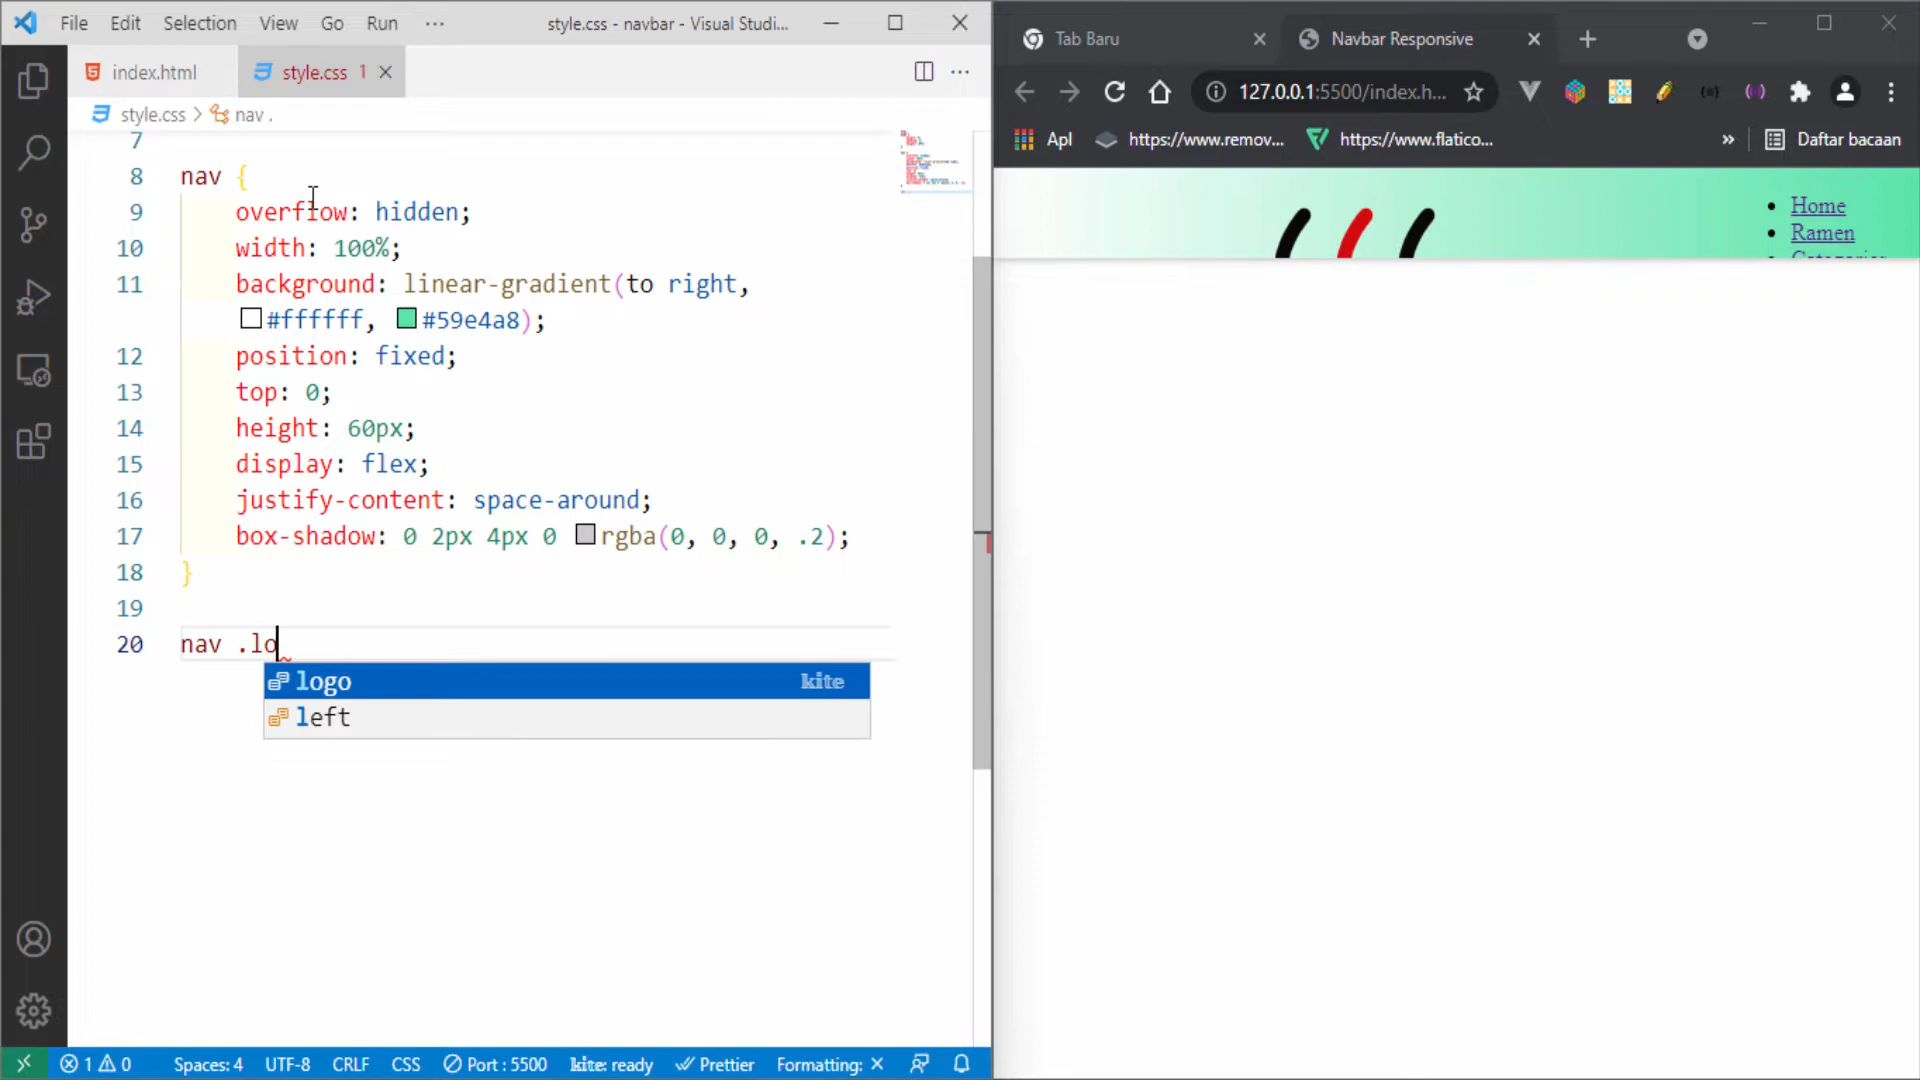 File Edit Selection View Go Run ··· style.css - navbar - Visual Studi...
index.html style.css 1
style.css > nav .
7
8 nav {
9 overflow: hidden;
10 width: 100%;
11 background: linear-gradient(to right,
#ffffff, #59e4a8);
12 position: fixed;
13 top: 0;
14 height: 60px;
15 display: flex;
16 justify-content: space-around;
17 box-shadow: 0 2px 4px 0 rgba(0, 0, 0, .2);
18 }
19
20 nav .lo
logo kite
left
1 0 Spaces: 4 UTF-8 CRLF CSS Port : 5500 kite: ready Prettier Formatting: ×
Tab Baru Navbar Responsive
127.0.0.1:5500/index.h...
Apl https://www.remov... https://www.flatico... » Daftar bacaan
• Home
• Ramen
• Categories